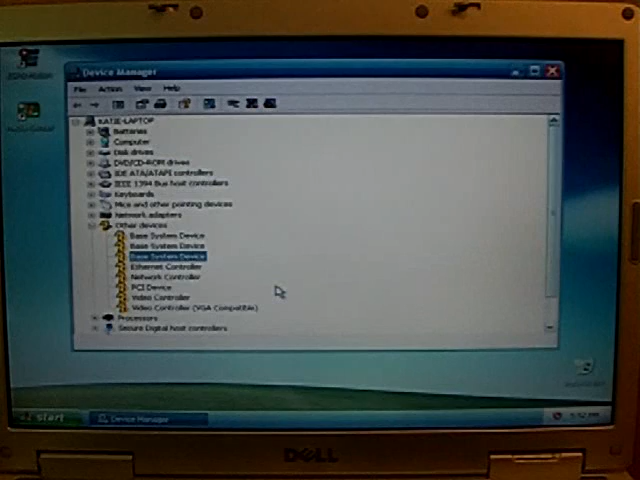 Device Manager
File Action View Help
KATIE-LAPTOP
Batteries
Computer
Disk drives
DVD/CD-ROM drives
IDE ATA/ATAPI controllers
IEEE 1394 Bus host controllers
Keyboards
Mice and other pointing devices
Network adapters
Other devices
Base System Device
Base System Device
Base System Device
Ethernet Controller
Network Controller
PCI Device
Video Controller
Video Controller (VGA Compatible)
Processors
Secure Digital host controllers
start
Device Manager
DELL